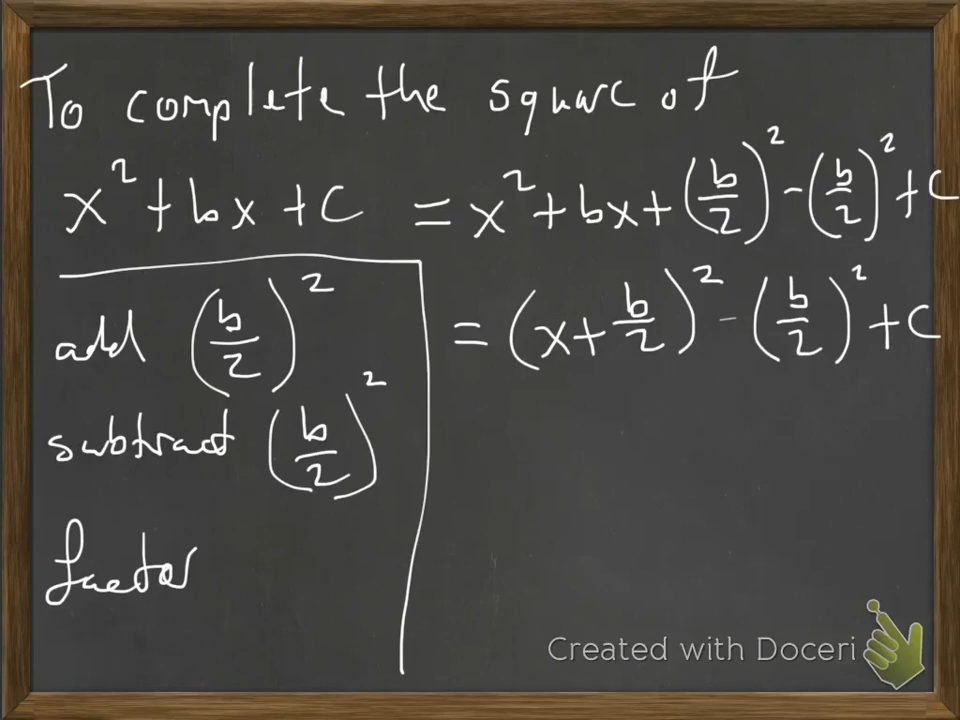 To complete the square of
x² + bx + c = x² + bx + (b/2)² - (b/2)² + c
= (x + b/2)² - (b/2)² + c
add (b/2)²
subtract (b/2)²
factor
Created with Doceri